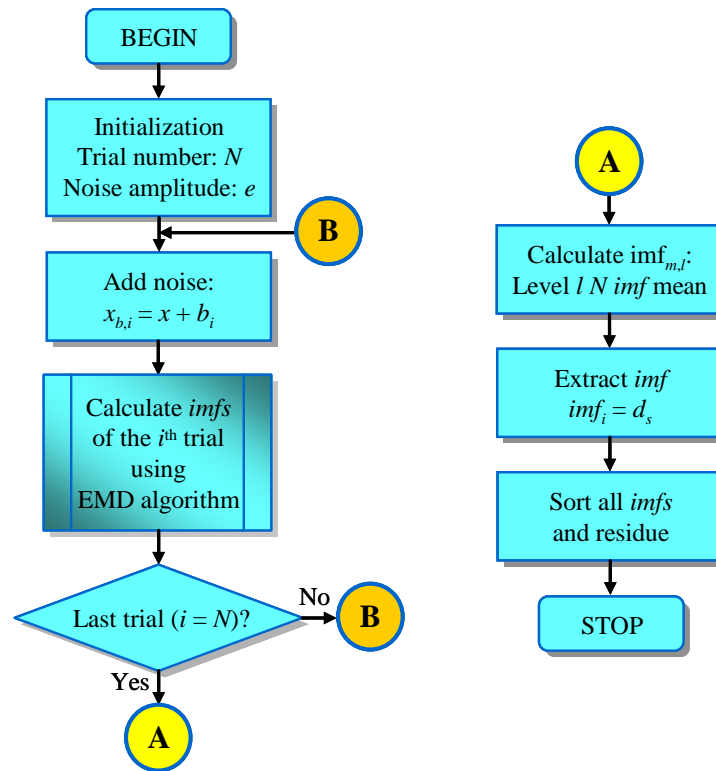 BEGIN
Initialization
Trial number: N
Noise amplitude: e
B
Add noise:
x_{b,i} = x + b_i
Calculate imfs
of the i^{th} trial
using
EMD algorithm
Last trial (i = N)?
No
B
Yes
A
A
Calculate imf_{m,l}:
Level l N imf mean
Extract imf
imf_i = d_s
Sort all imfs
and residue
STOP